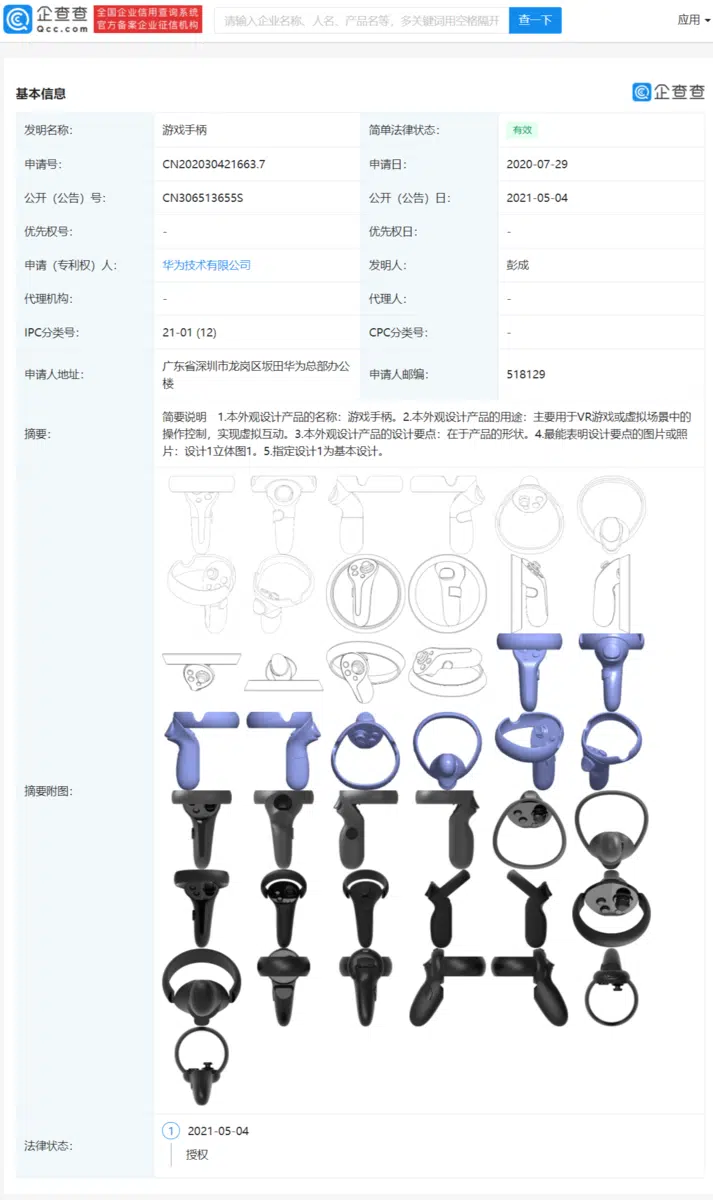 企查查
Qcc.com
全国企业信用查询系统
官方备案企业征信机构
请输入企业名称、人名、产品名等，多关键词用空格隔开
查一下
应用
基本信息
企查查
发明名称：
游戏手柄
简单法律状态：
有效
申请号：
CN202030421663.7
申请日：
2020-07-29
公开（公告）号：
CN306513655S
公开（公告）日：
2021-05-04
优先权号：
-
优先权日：
-
申请（专利权）人：
华为技术有限公司
发明人：
彭成
代理机构：
-
代理人：
-
IPC分类号：
21-01 (12)
CPC分类号：
-
申请人地址：
广东省深圳市龙岗区坂田华为总部办公
楼
申请人邮编：
518129
摘要：
简要说明 1.本外观设计产品的名称：游戏手柄。2.本外观设计产品的用途：主要用于VR游戏或虚拟场景中的
操作控制，实现虚拟互动。3.本外观设计产品的设计要点：在于产品的形状。4.最能表明设计要点的图片或照
片：设计1立体图1。5.指定设计1为基本设计。
摘要附图：
法律状态：
1 2021-05-04
授权